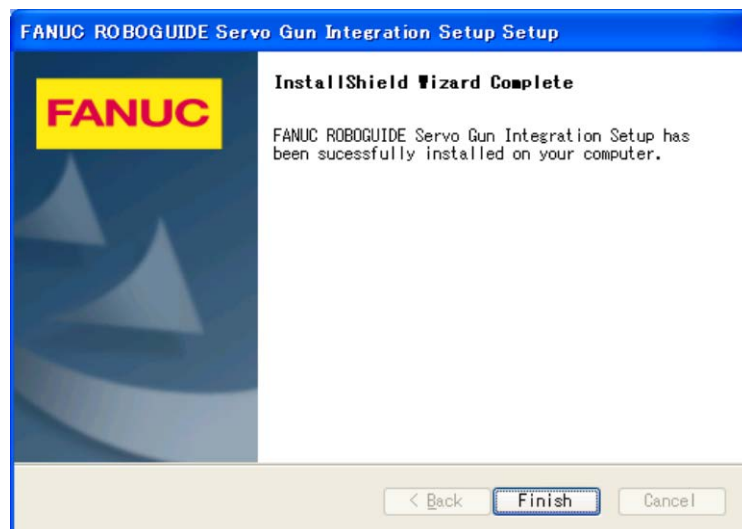 FANUC ROBOGUIDE Servo Gun Integration Setup Setup
FANUC
InstallShield Wizard Complete
FANUC ROBOGUIDE Servo Gun Integration Setup has
been sucessfully installed on your computer.
< Back Finish Cancel